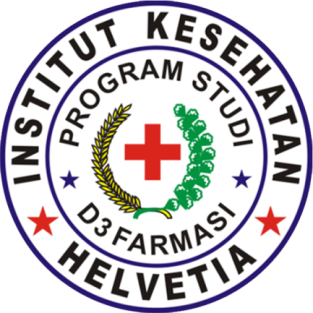 INSTITUT KESEHATAN
HELVETIA
PROGRAM STUDI
D3 FARMASI